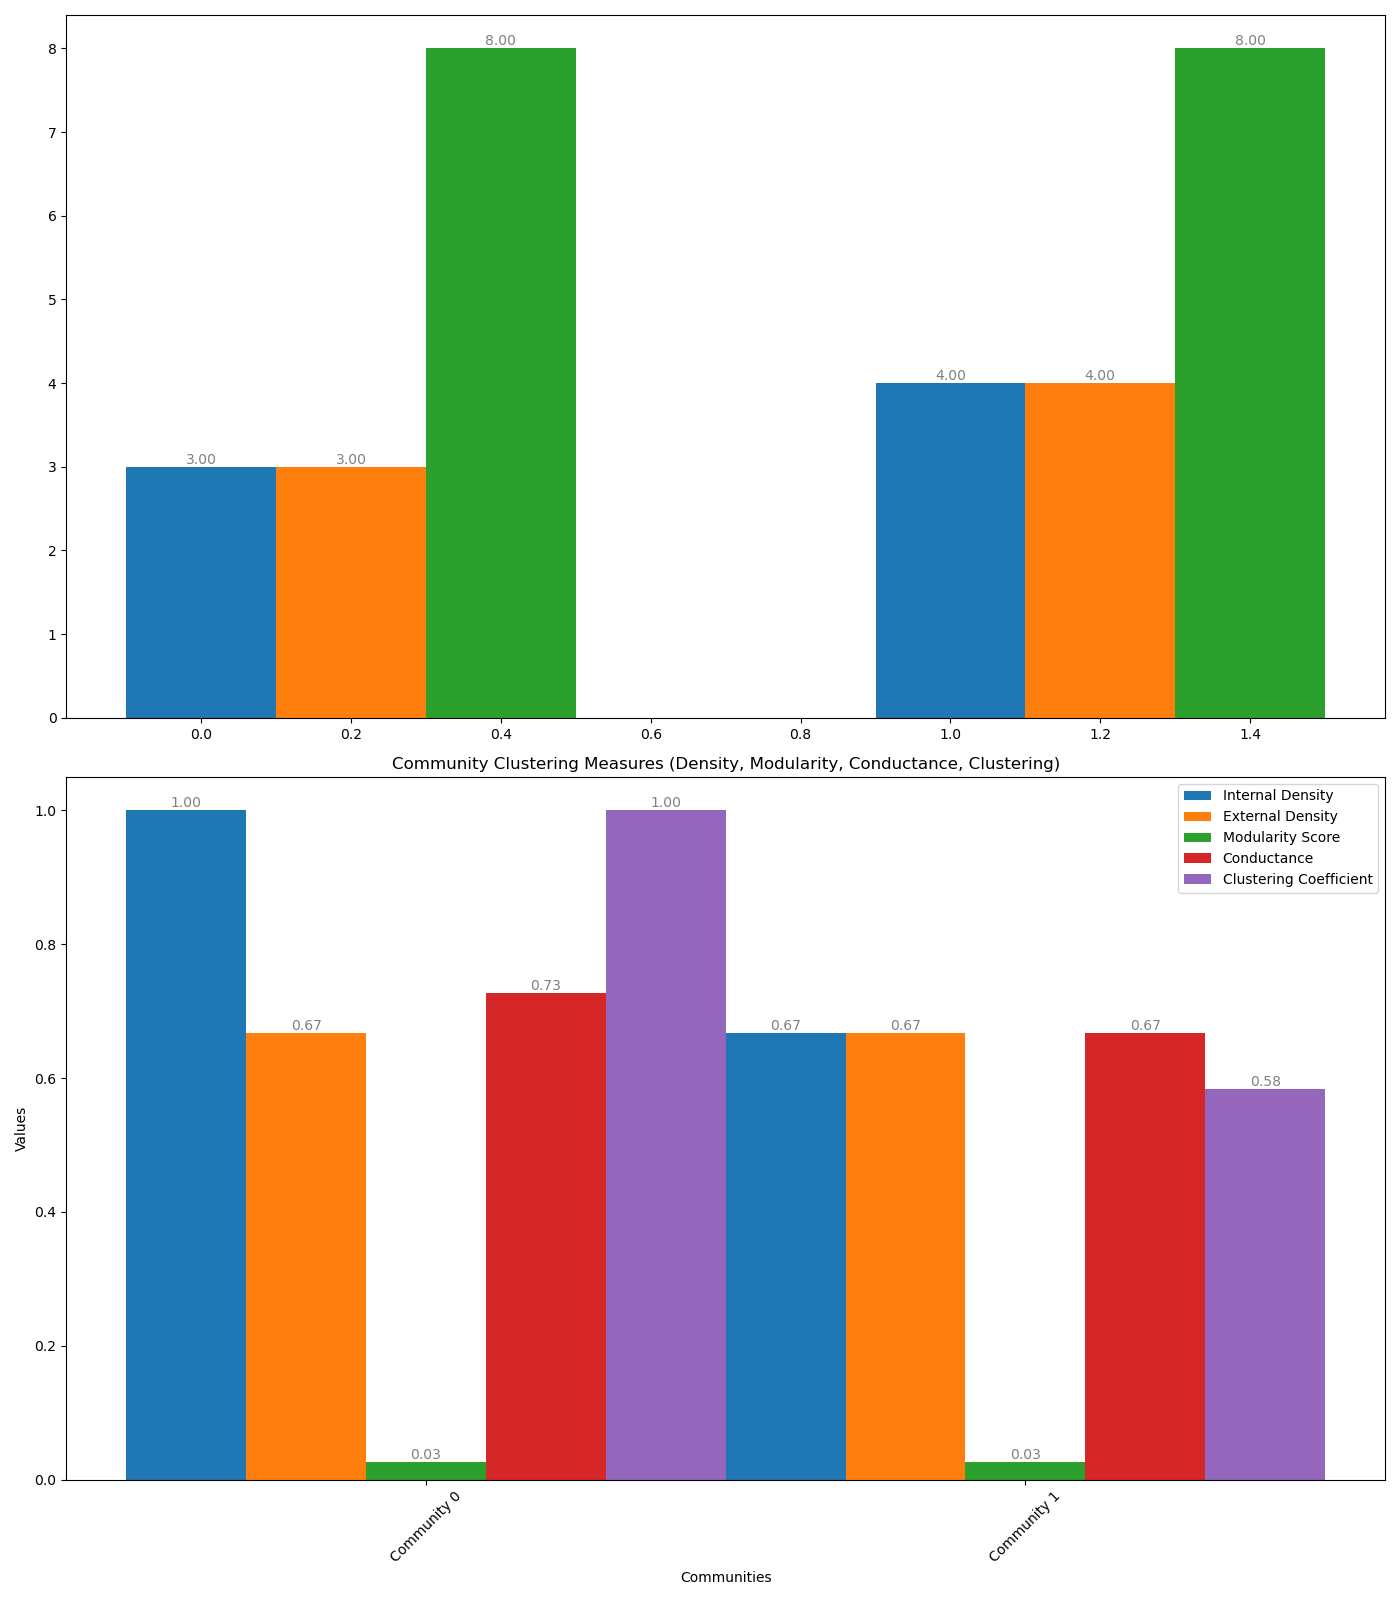 8.00 8.00
8
7
6
5
4.00 4.00
4
3.00 3.00
3
2
1
0
0.0 0.2 0.4 0.6 0.8 1.0 1.2 1.4
Community Clustering Measures (Density, Modularity, Conductance, Clustering)
1.00 1.00
1.0
Internal Density
External Density
Modularity Score
Conductance
Clustering Coefficient
0.8
0.73
0.67 0.67 0.67 0.67
0.6
0.58
Values
0.4
0.2
0.03 0.03
0.0
Community 0
Community 1
Communities